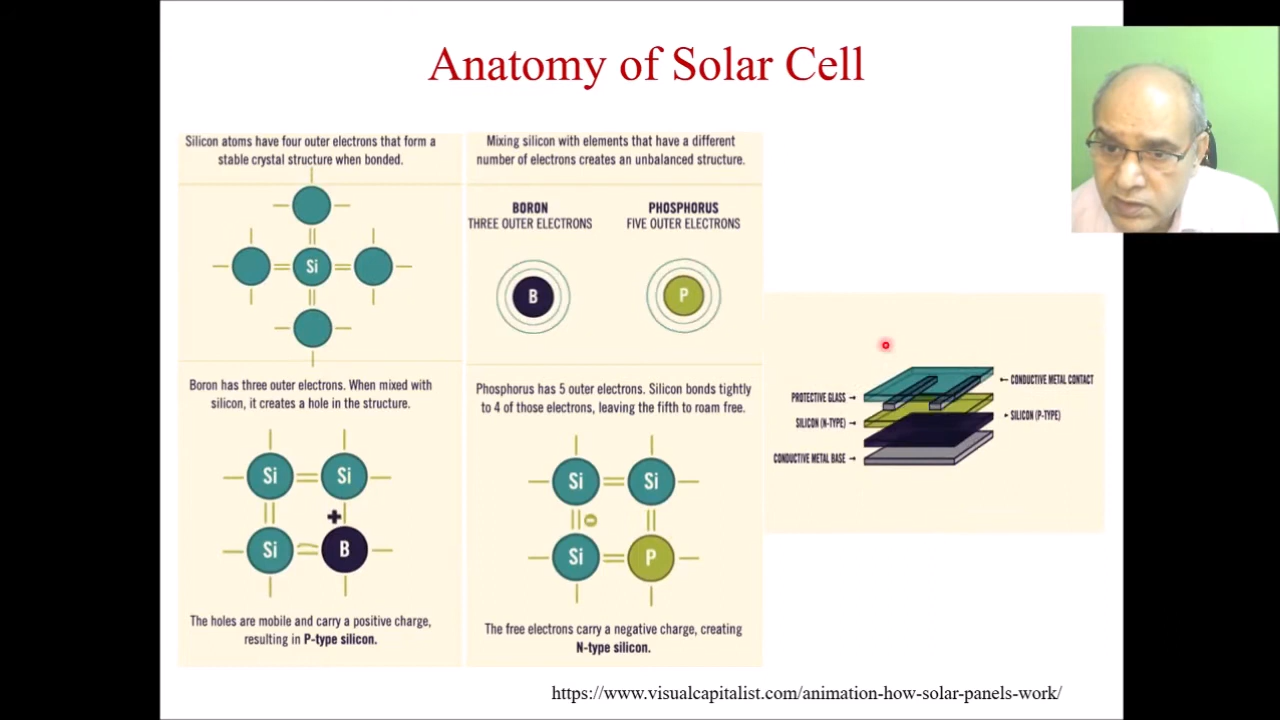 Anatomy of Solar Cell
Silicon atoms have four outer electrons that form a
stable crystal structure when bonded.
Si
Mixing silicon with elements that have a different
number of electrons creates an unbalanced structure.
BORON
THREE OUTER ELECTRONS
PHOSPHORUS
FIVE OUTER ELECTRONS
B
P
Boron has three outer electrons. When mixed with
silicon, it creates a hole in the structure.
Si
Si
+
Si
B
The holes are mobile and carry a positive charge,
resulting in P-type silicon.
Phosphorus has 5 outer electrons. Silicon bonds tightly
to 4 of those electrons, leaving the fifth to roam free.
Si
Si
Si
P
The free electrons carry a negative charge, creating
N-type silicon.
CONDUCTIVE METAL CONTACT
PROTECTIVE GLASS
SILICON (P-TYPE)
SILICON (N-TYPE)
CONDUCTIVE METAL BASE
https://www.visualcapitalist.com/animation-how-solar-panels-work/